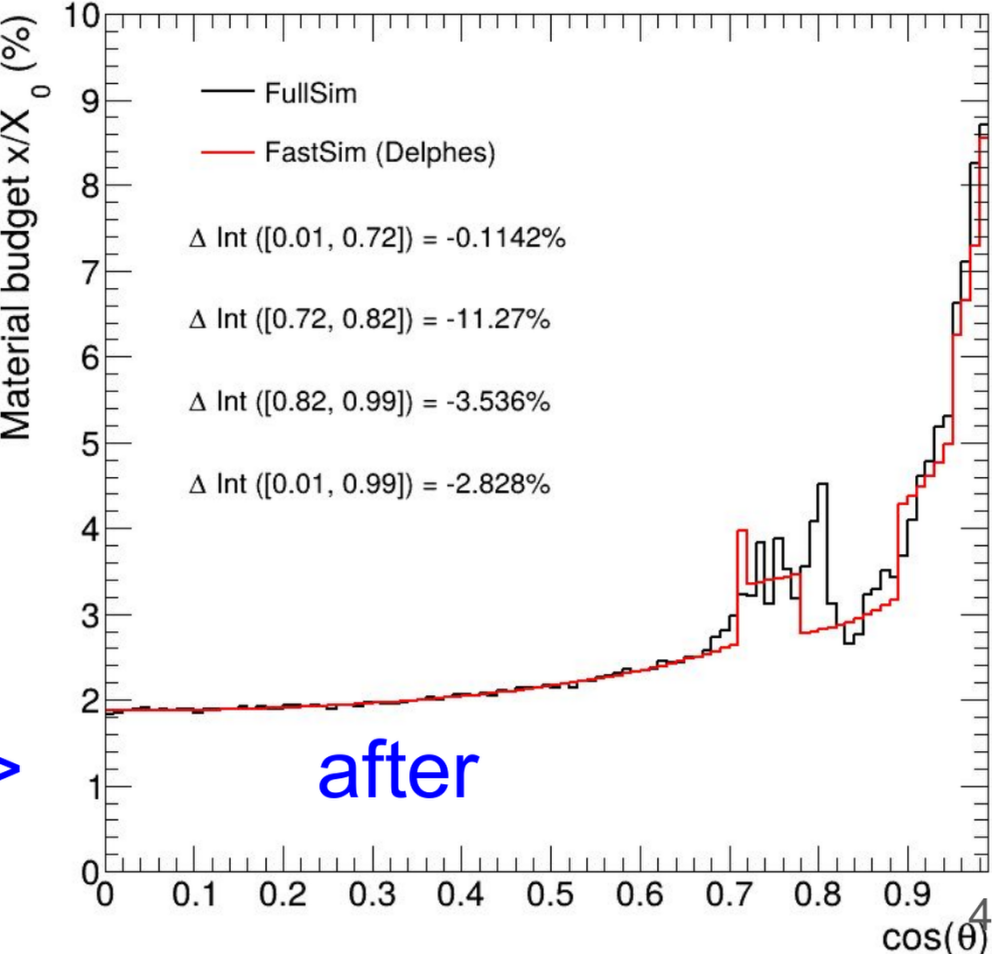 Material budget x/X₀ (%)
10
9
8
7
6
5
4
3
2
1
0
FullSim
FastSim (Delphes)
Δ Int ([0.01, 0.72]) = -0.1142%
Δ Int ([0.72, 0.82]) = -11.27%
Δ Int ([0.82, 0.99]) = -3.536%
Δ Int ([0.01, 0.99]) = -2.828%
>
after
0 0.1 0.2 0.3 0.4 0.5 0.6 0.7 0.8 0.9
4
cos(θ)